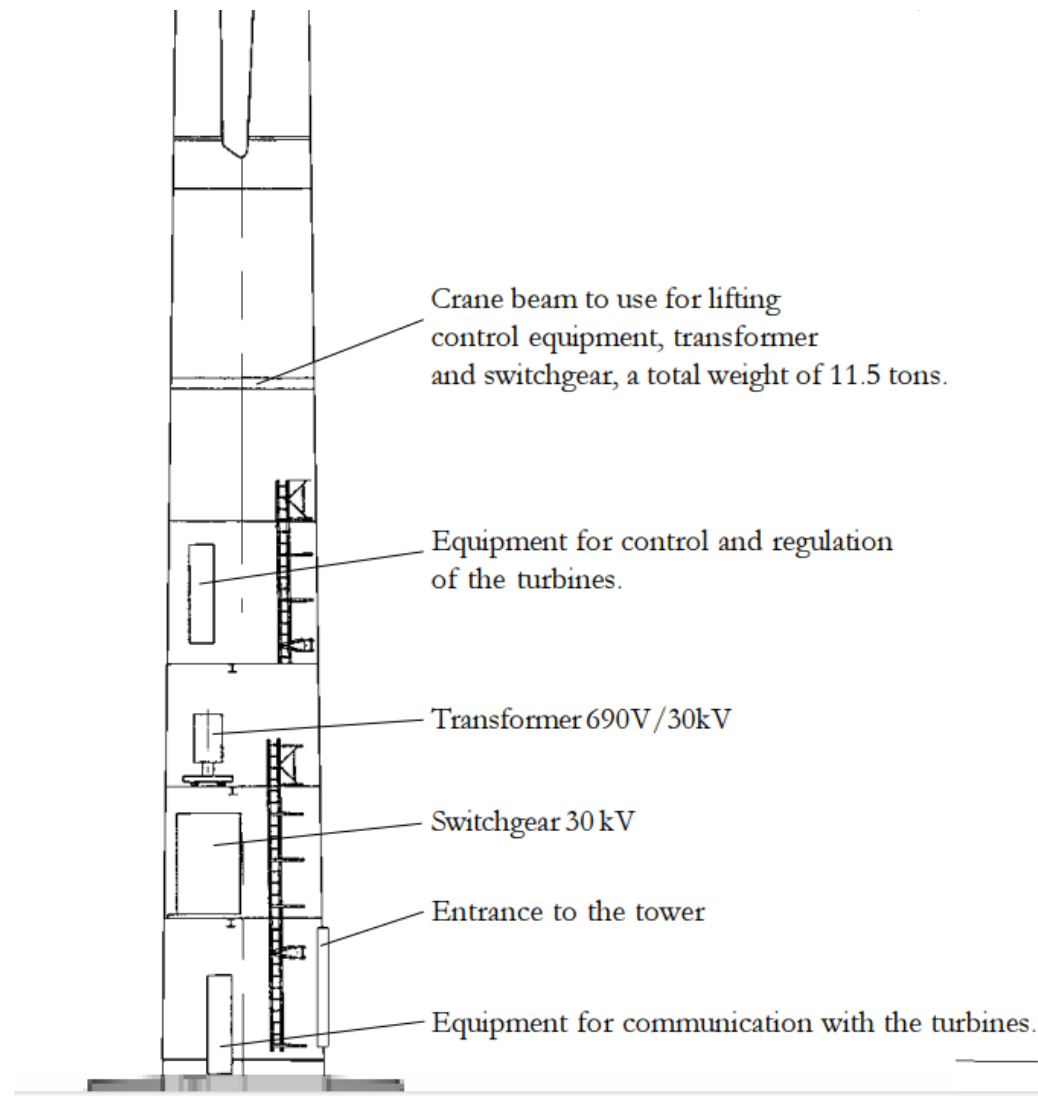 Crane beam to use for lifting
control equipment, transformer
and switchgear, a total weight of 11.5 tons.
Equipment for control and regulation
of the turbines.
Transformer 690V/30kV
Switchgear 30 kV
Entrance to the tower
Equipment for communication with the turbines.